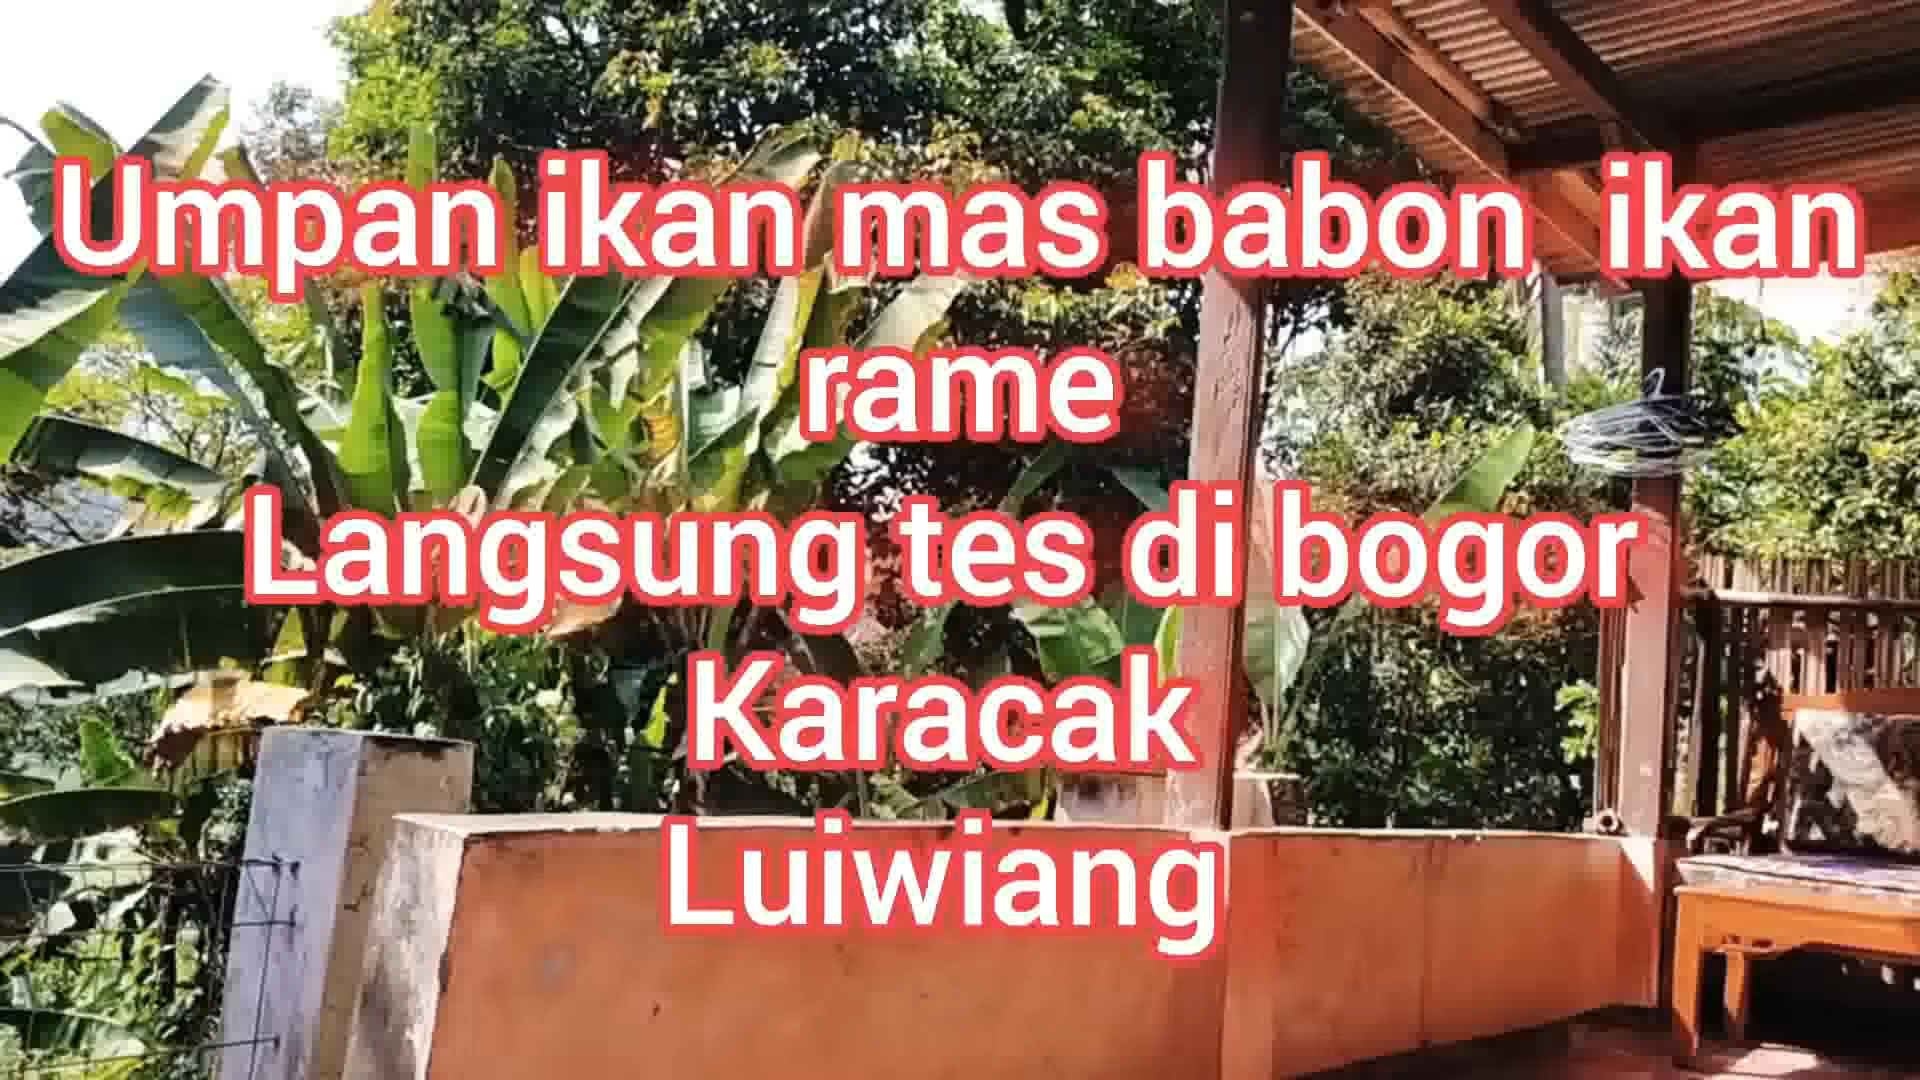 Umpan ikan mas babon  ikan
rame
Langsung tes di bogor
Karacak
Luiwiang